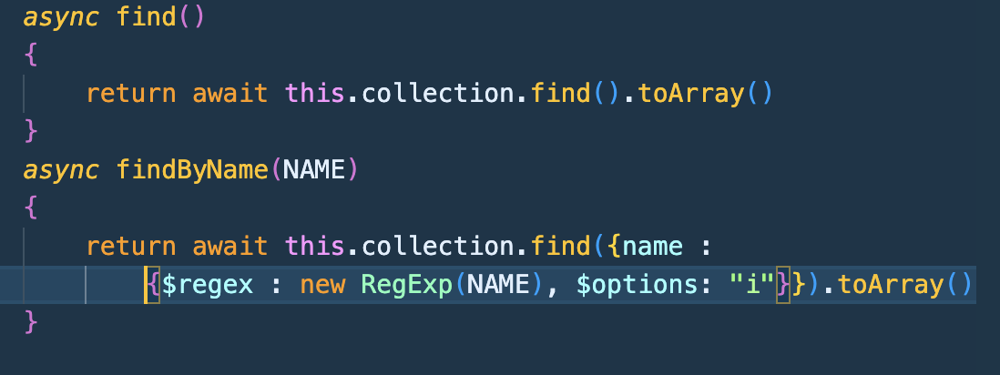 async find()
{
return await this.collection.find().toArray()
}
async findByName(NAME)
{
return await this.collection.find({name :
{$regex : new RegExp(NAME), $options: "i"}}).toArray()
}